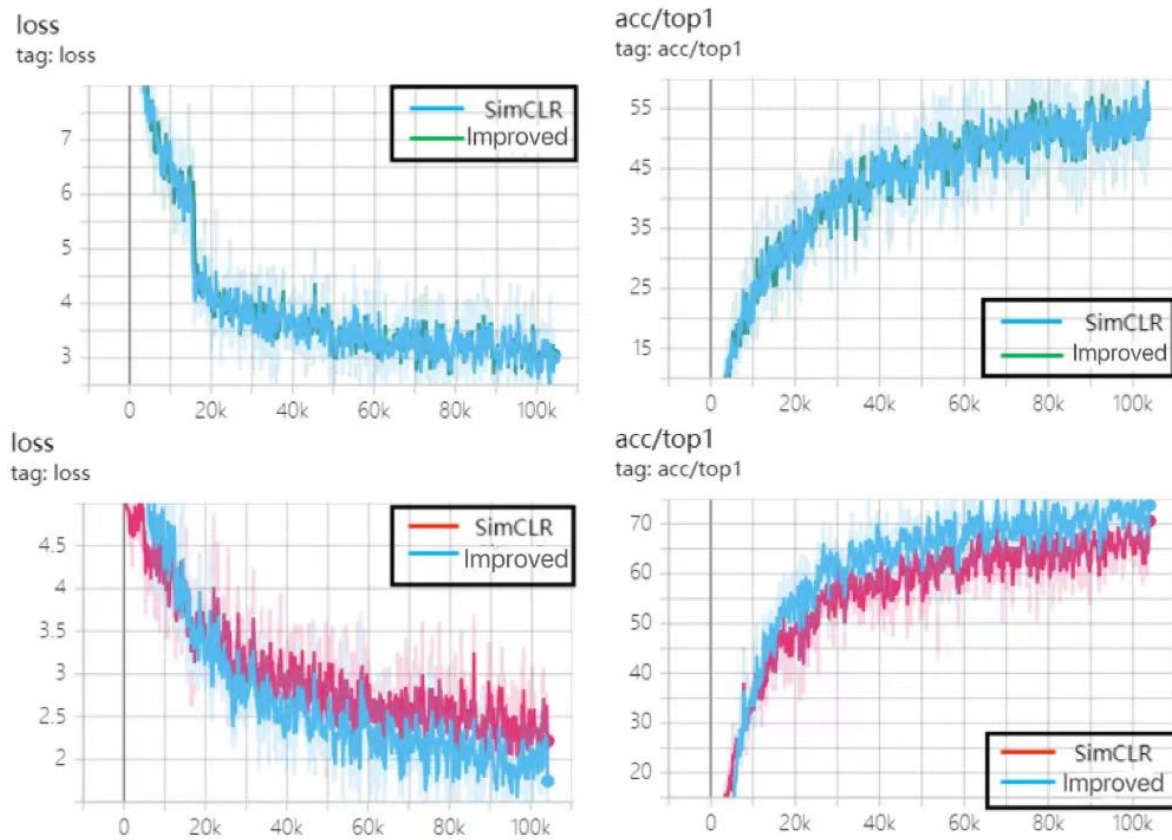 loss
tag: loss
7
6
5
4
3
0 20k 40k 60k 80k 100k
SimCLR
Improved
acc/top1
tag: acc/top1
55
45
35
25
15
0 20k 40k 60k 80k 100k
SimCLR
Improved
loss
tag: loss
4.5
4
3.5
3
2.5
2
0 20k 40k 60k 80k 100k
SimCLR
Improved
acc/top1
tag: acc/top1
70
60
50
40
30
20
0 20k 40k 60k 80k 100k
SimCLR
Improved